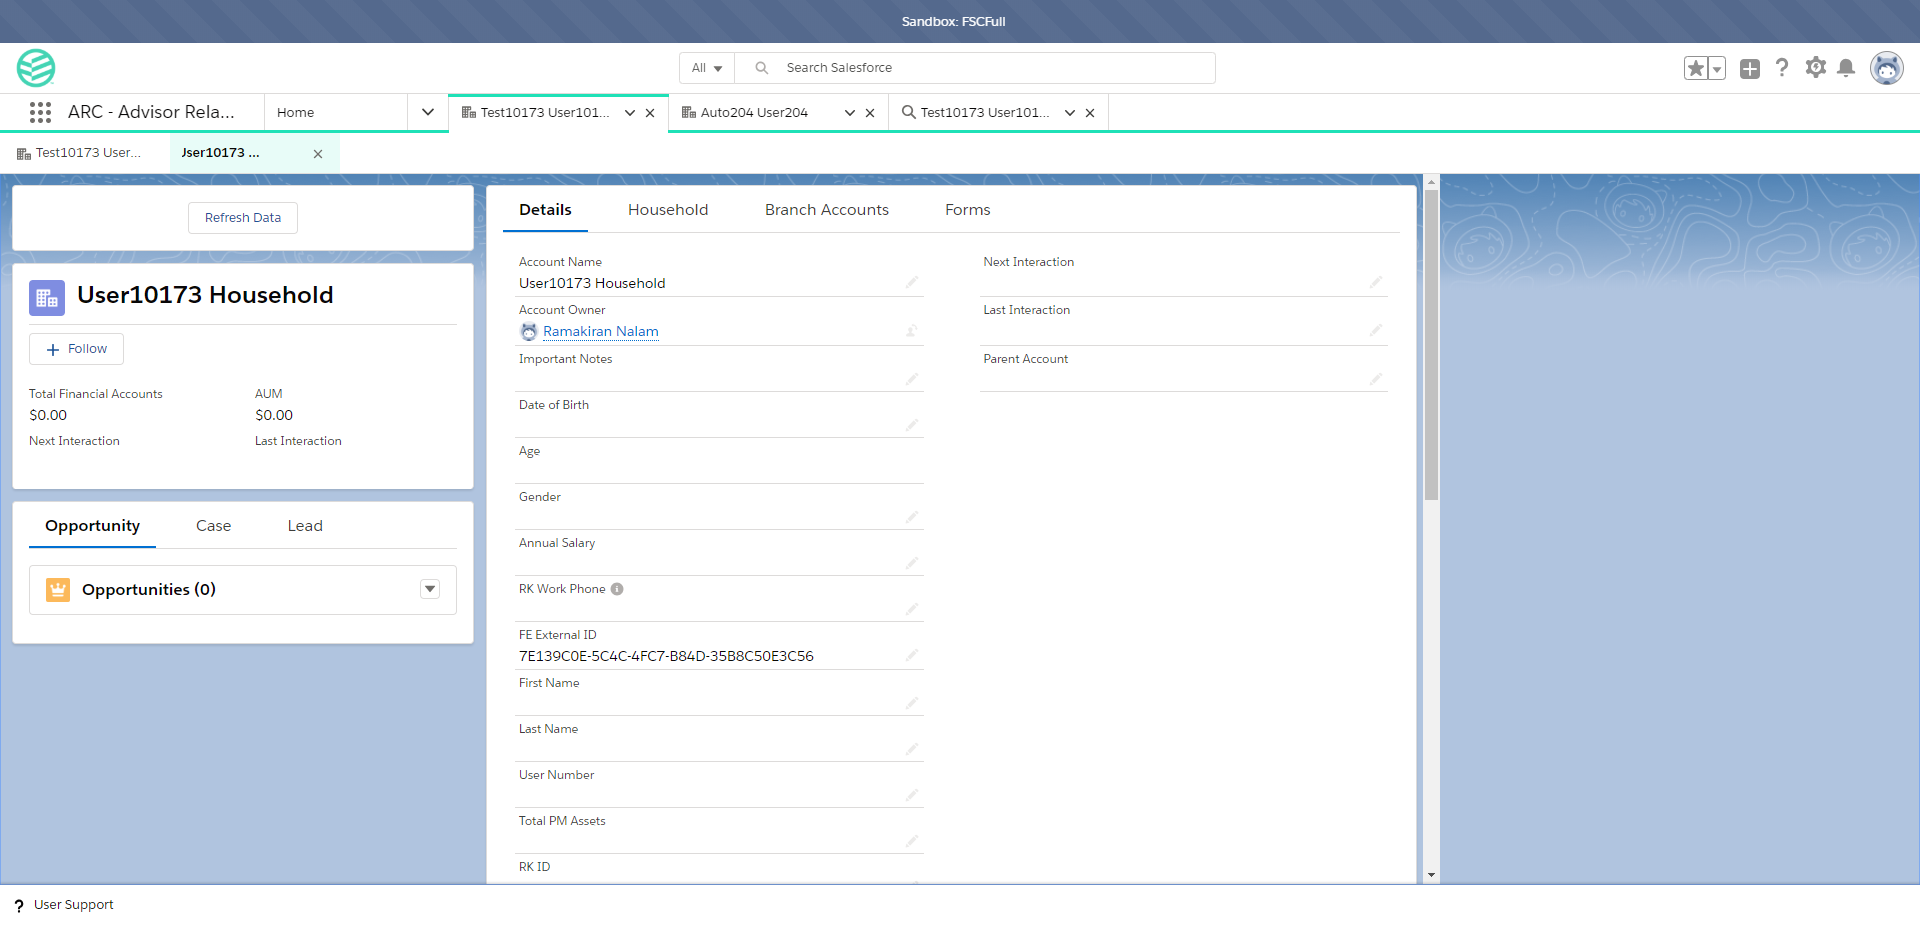 Sandbox: FSCFull
All
Search Salesforce
ARC - Advisor Rela...
Home
Test10173 User101...
Auto204 User204
Test10173 User101...
Test10173 User...
User10173 ...
Refresh Data
User10173 Household
Follow
Total Financial Accounts
$0.00
AUM
$0.00
Next Interaction
Last Interaction
Opportunity
Case
Lead
Opportunities (0)
Details
Household
Branch Accounts
Forms
Account Name
User10173 Household
Account Owner
Ramakiran Nalam
Important Notes
Date of Birth
Age
Gender
Annual Salary
RK Work Phone
FE External ID
7E139C0E-5C4C-4FC7-B84D-35B8C50E3C56
First Name
Last Name
User Number
Total PM Assets
RK ID
Next Interaction
Last Interaction
Parent Account
? User Support